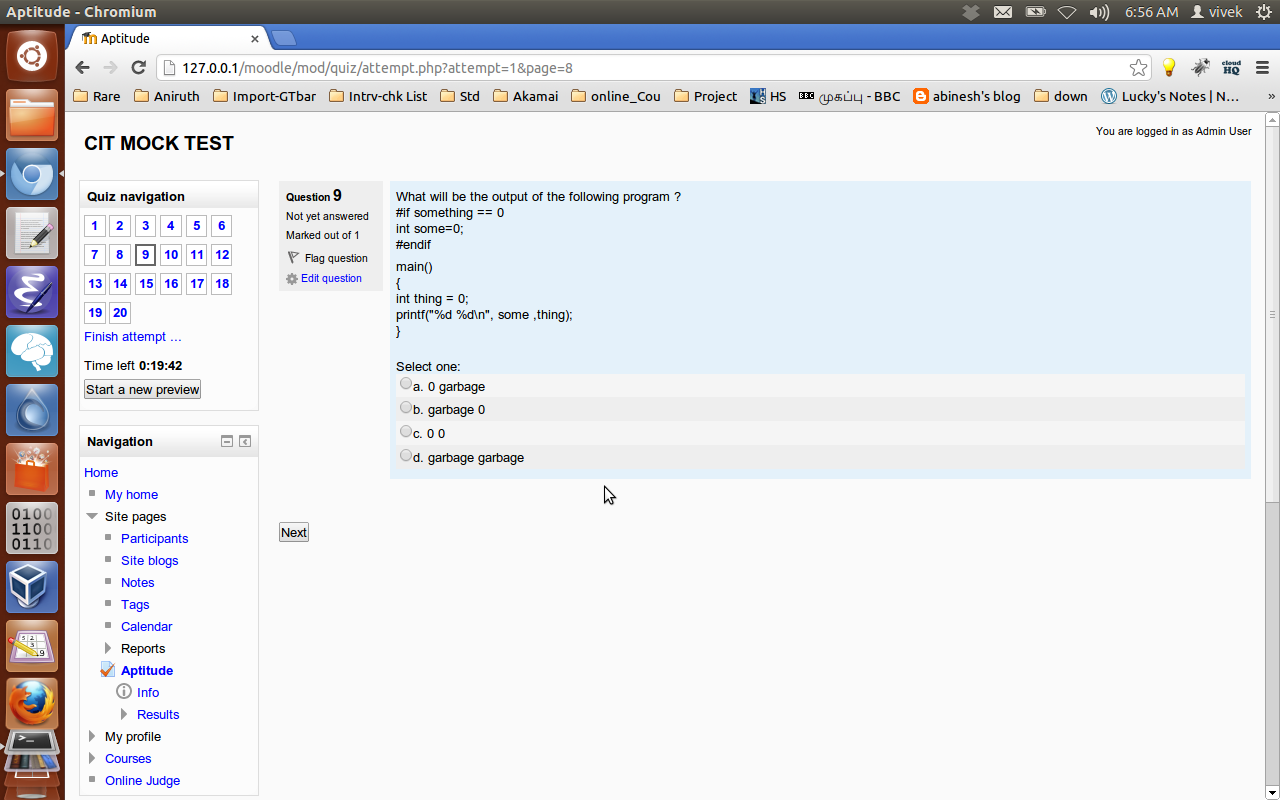 Aptitude - Chromium
6:56 AM vivek
Aptitude
127.0.0.1/moodle/mod/quiz/attempt.php?attempt=1&page=8
cloud HQ
Rare Aniruth Import-GTbar Intrv-chk List Std Akamai online_Cou Project HS BBC முகப்பு - BBC abinesh's blog down Lucky's Notes | N... »
You are logged in as Admin User
CIT MOCK TEST
Quiz navigation
1 2 3 4 5 6
7 8 9 10 11 12
13 14 15 16 17 18
19 20
Finish attempt ...
Time left 0:19:42
Start a new preview
Question 9
Not yet answered
Marked out of 1
Flag question
Edit question
What will be the output of the following program ?
#if something == 0
int some=0;
#endif
main()
{
int thing = 0;
printf("%d %d\n", some ,thing);
}
Select one:
a. 0 garbage
b. garbage 0
c. 0 0
d. garbage garbage
Next
Navigation
Home
My home
Site pages
Participants
Site blogs
Notes
Tags
Calendar
Reports
Aptitude
Info
Results
My profile
Courses
Online Judge
0100
1100
0110